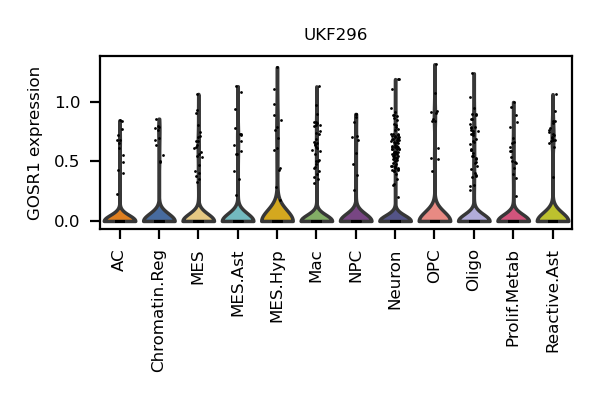 UKF296
GOSR1 expression
1.0
0.5
0.0
AC
Chromatin.Reg
MES
MES.Ast
MES.Hyp
Mac
NPC
Neuron
OPC
Oligo
Prolif.Metab
Reactive.Ast